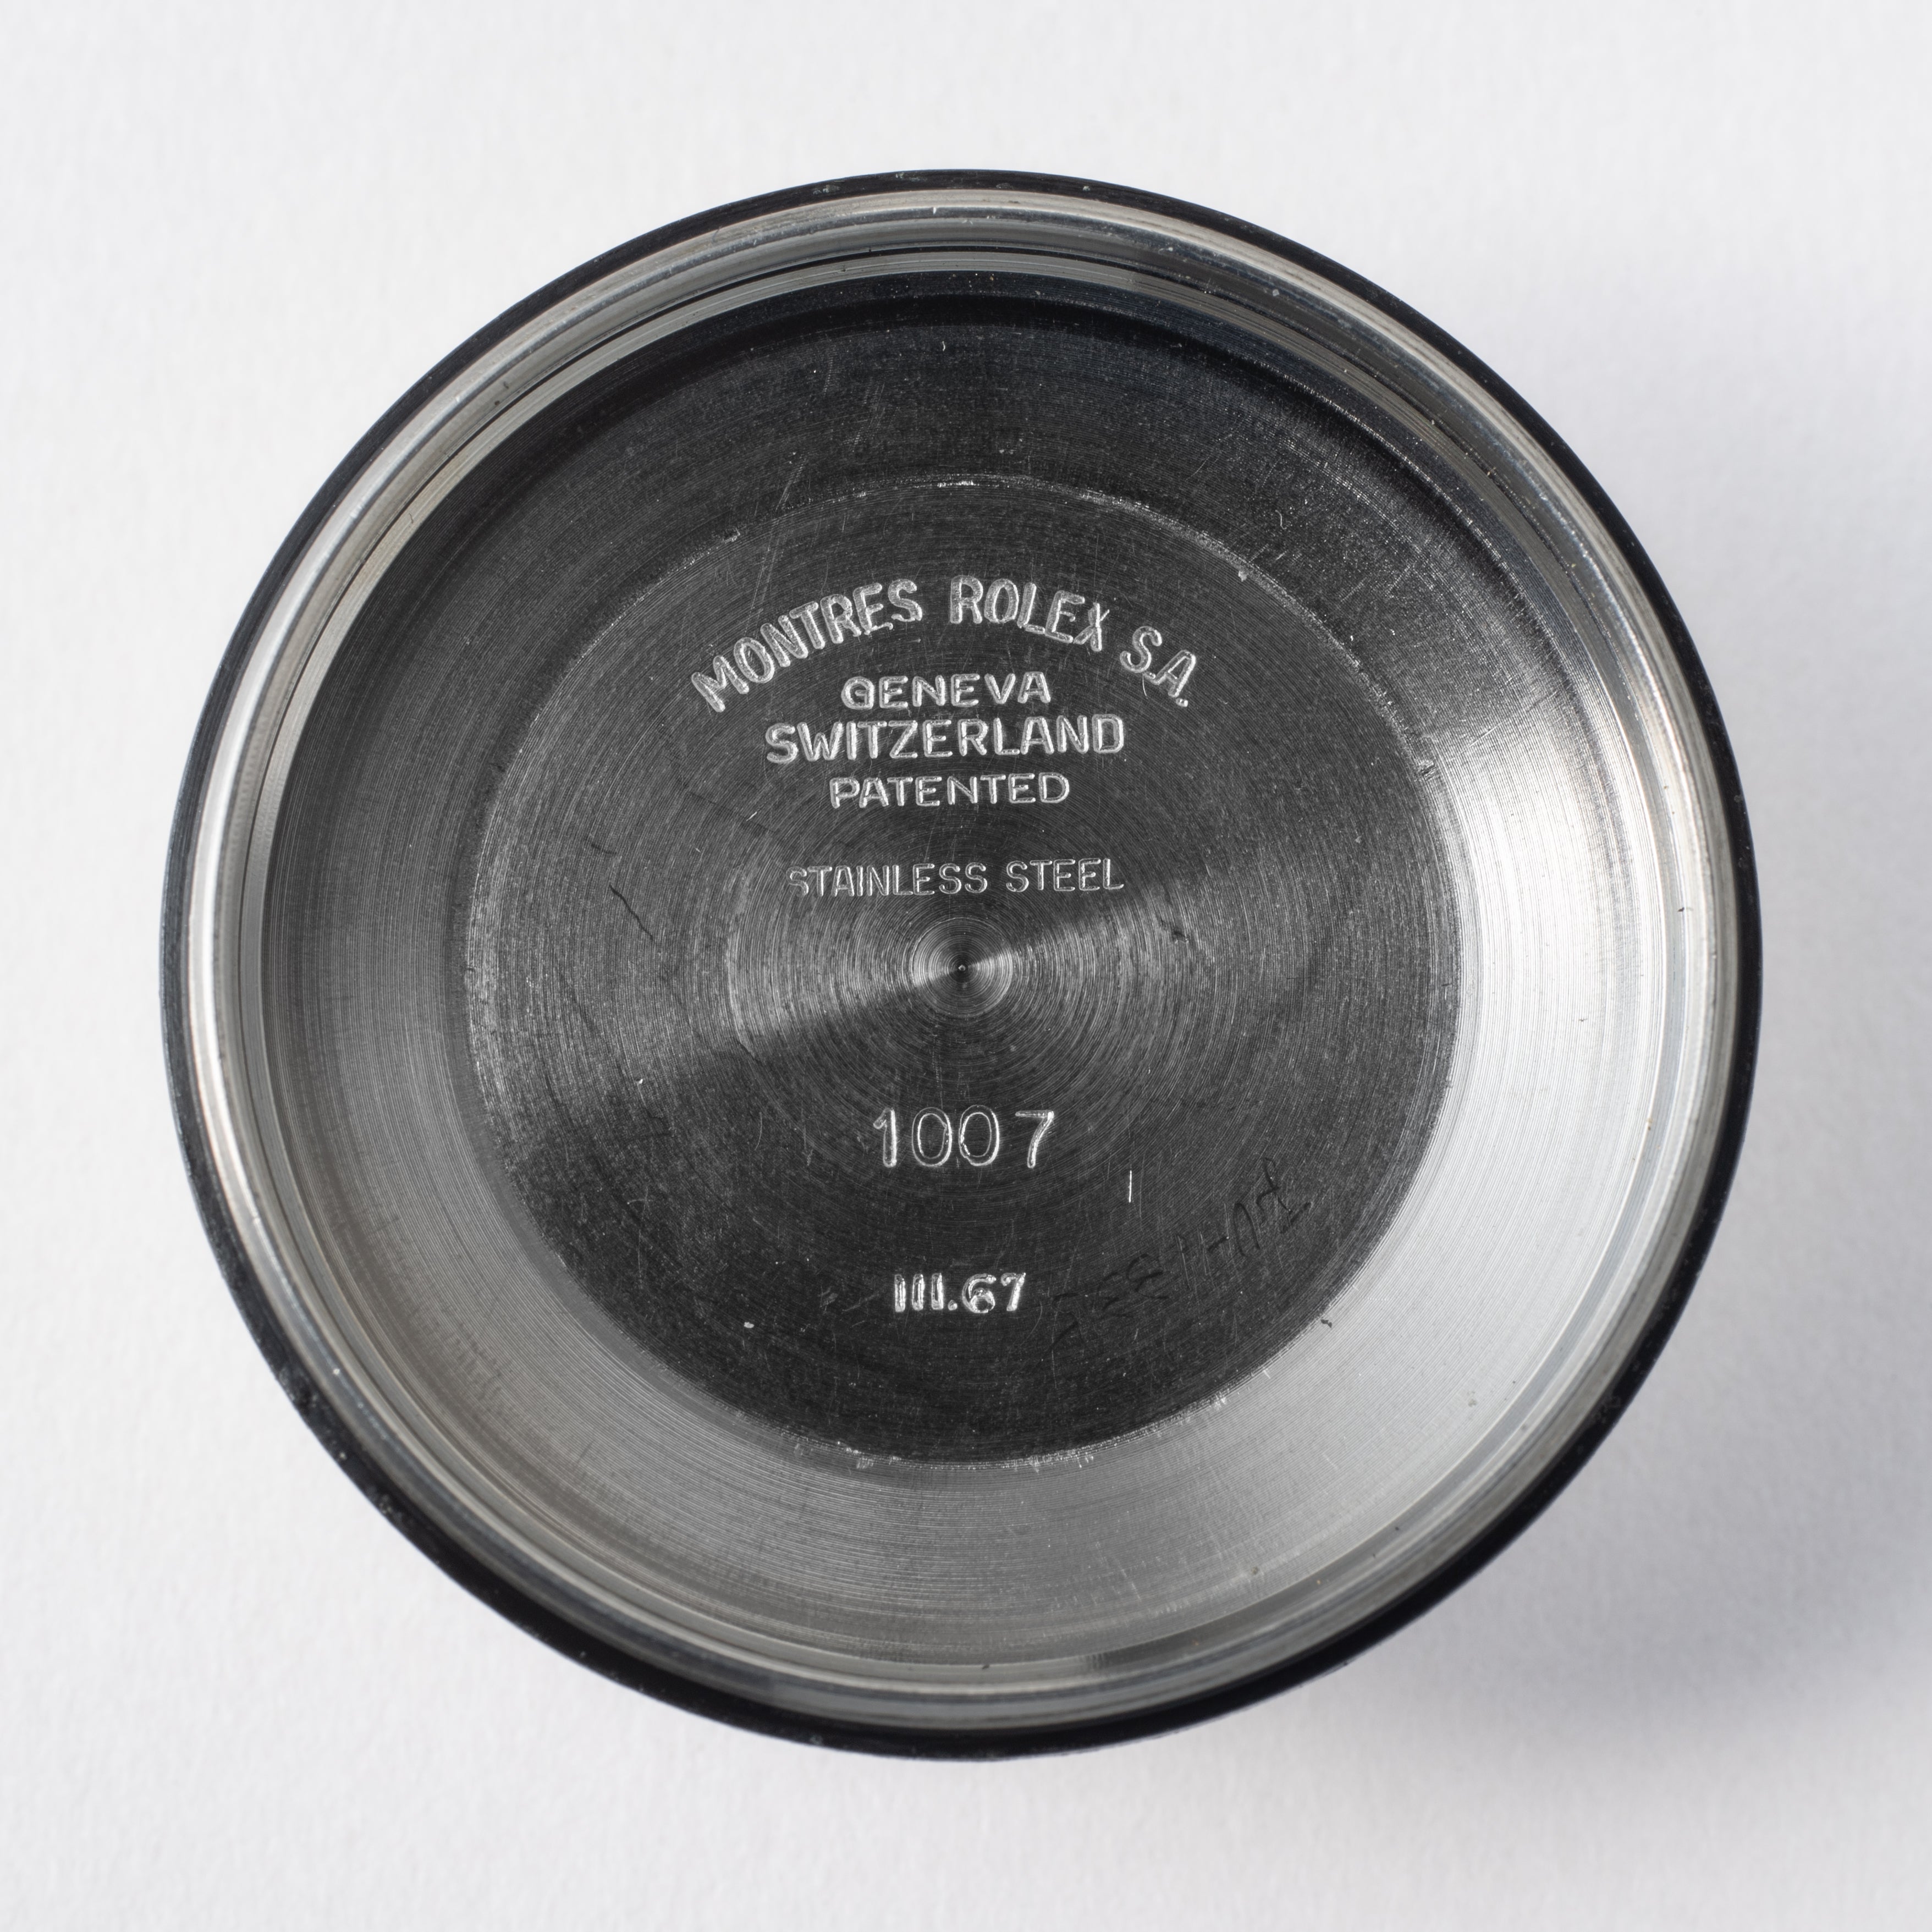 MONTRES ROLEX S.A.
GENEVA
SWITZERLAND
PATENTED
STAINLESS STEEL
1007
III.67